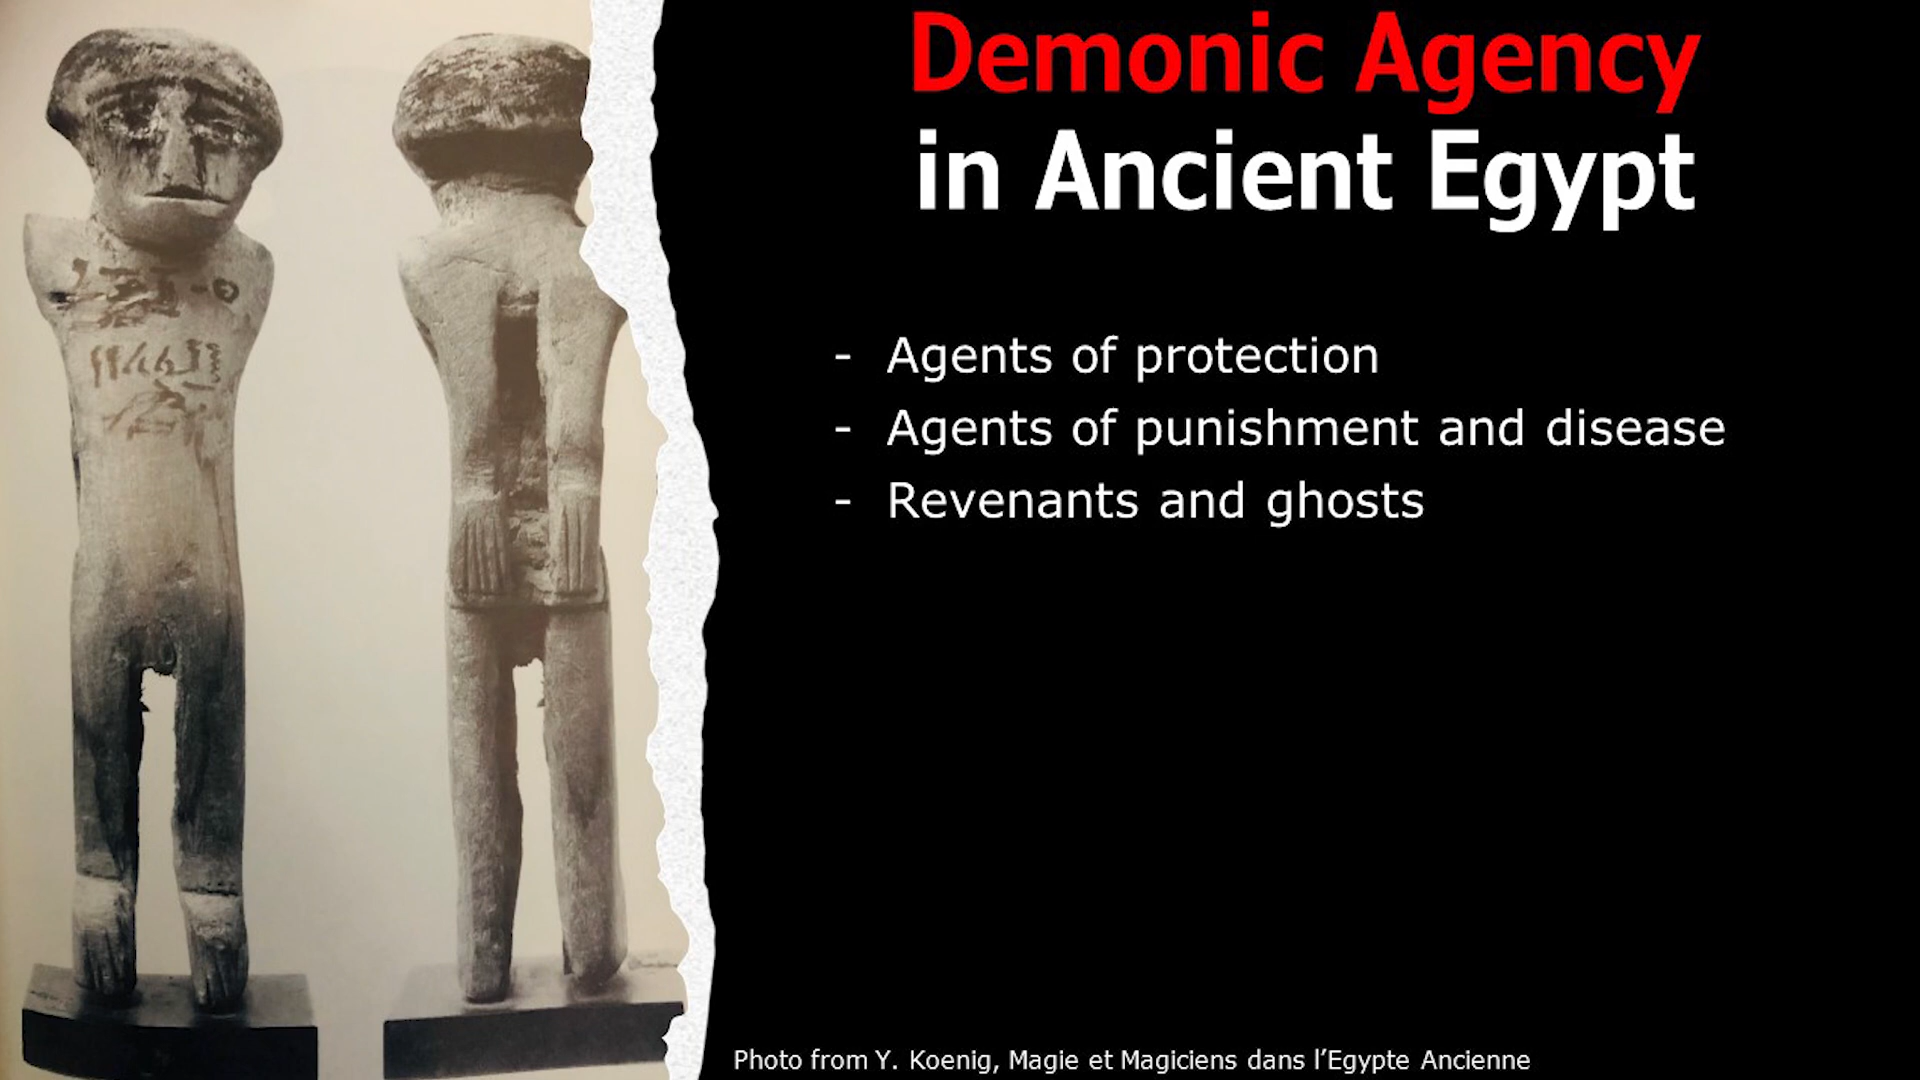 Demonic Agency
in Ancient Egypt
- Agents of protection
- Agents of punishment and disease
- Revenants and ghosts
Photo from Y. Koenig, Magie et Magiciens dans l’Egypte Ancienne